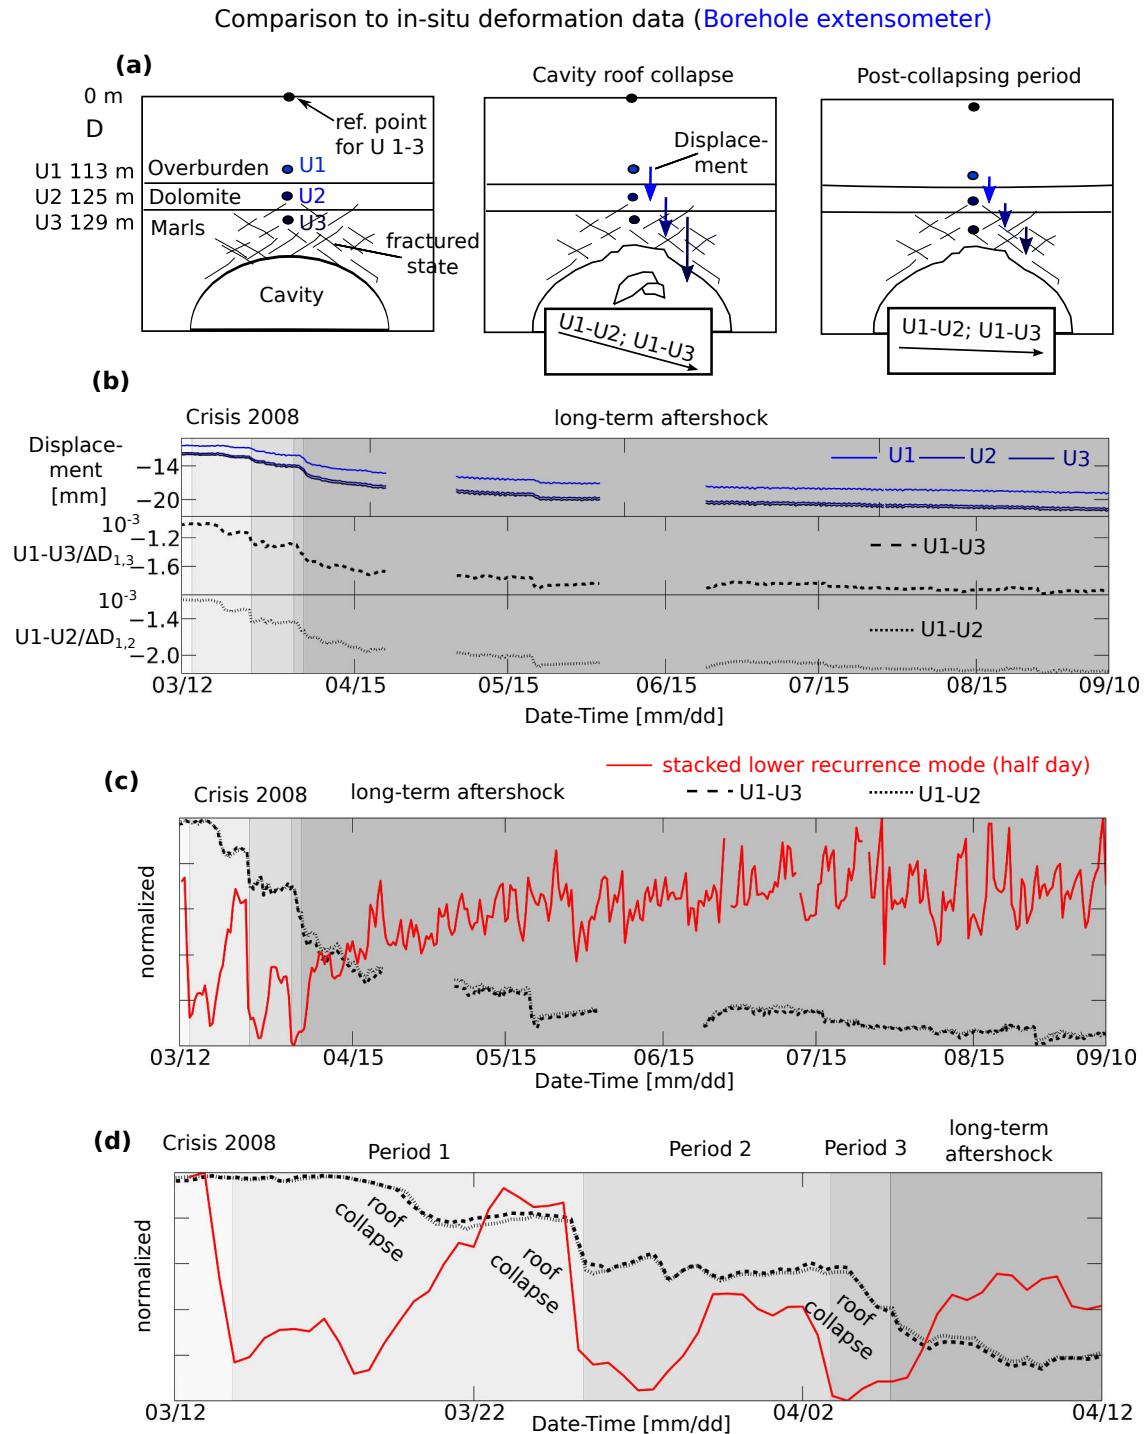 Comparison to in-situ deformation data (Borehole extensometer)
(a)
Cavity roof collapse
Post-collapsing period
0 m
D
ref. point
for U 1-3
Displace-
ment
U1 113 m
Overburden
U1
U2 125 m
Dolomite
U2
U3 129 m
Marls
U3
fractured
state
Cavity
U1-U2; U1-U3
U1-U2; U1-U3
(b)
Crisis 2008
long-term aftershock
Displace-
ment
[mm]
−14
−20
U1
U2
U3
10-3
−1.2
−1.6
U1-U3/ΔD1,3
U1-U3
10-3
−1.4
−2.0
U1-U2/ΔD1,2
U1-U2
03/12
04/15
05/15
06/15
07/15
08/15
09/10
Date-Time [mm/dd]
(c)
stacked lower recurrence mode (half day)
U1-U3
U1-U2
Crisis 2008
long-term aftershock
normalized
03/12
04/15
05/15
06/15
07/15
08/15
09/10
Date-Time [mm/dd]
(d)
Crisis 2008
Period 1
Period 2
Period 3
long-term
aftershock
roof
collapse
roof
collapse
roof
collapse
normalized
03/12
03/22
04/02
04/12
Date-Time [mm/dd]